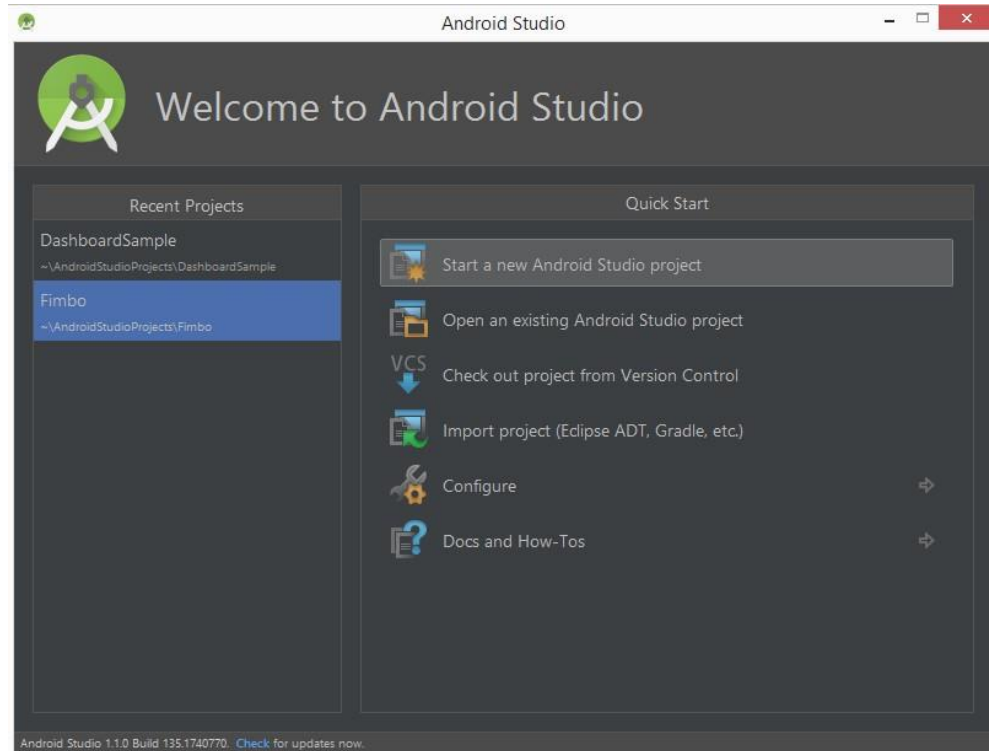 Android Studio
Welcome to Android Studio
Recent Projects
DashboardSample
~\AndroidStudioProjects\DashboardSample
Fimbo
~\AndroidStudioProjects\Fimbo
Quick Start
Start a new Android Studio project
Open an existing Android Studio project
VCS
Check out project from Version Control
Import project (Eclipse ADT, Gradle, etc.)
Configure
Docs and How-Tos
Android Studio 1.1.0 Build 135.1740770. Check for updates now.